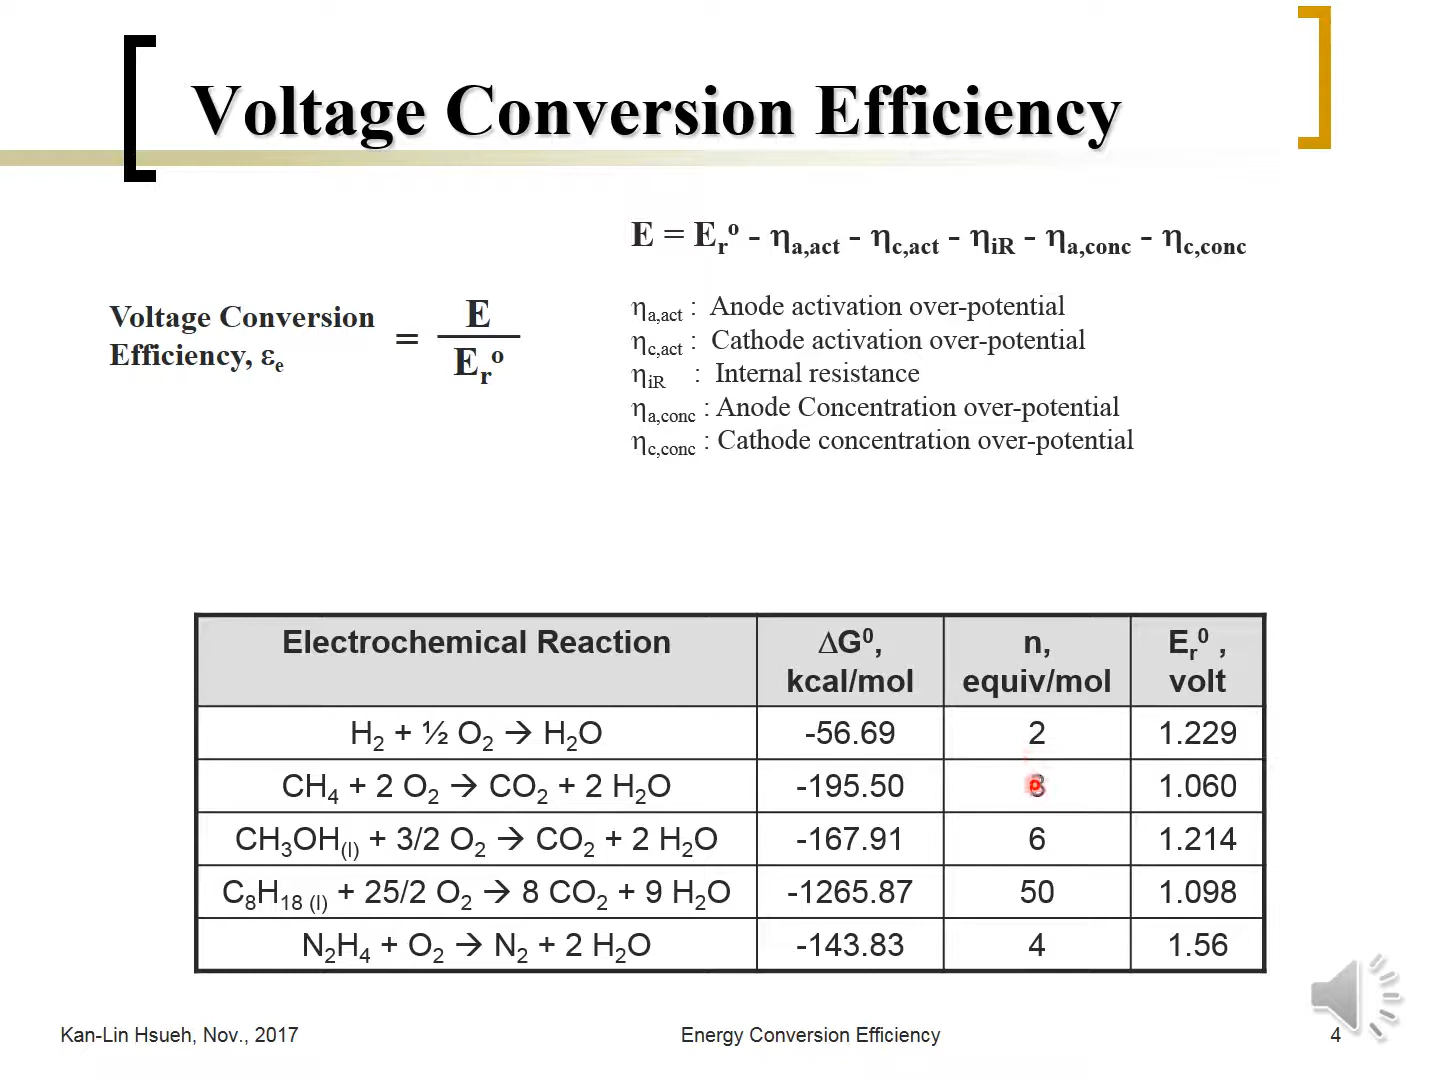 Voltage Conversion Efficiency
E = Erº - ηa,act - ηc,act - ηiR - ηa,conc - ηc,conc
Voltage Conversion Efficiency, εe = E / Erº
ηa,act : Anode activation over-potential
ηc,act : Cathode activation over-potential
ηiR : Internal resistance
ηa,conc : Anode Concentration over-potential
ηc,conc : Cathode concentration over-potential
Electrochemical Reaction ΔG⁰, kcal/mol n, equiv/mol Er⁰ , volt
H₂ + ½ O₂ → H₂O -56.69 2 1.229
CH₄ + 2 O₂ → CO₂ + 2 H₂O -195.50 8 1.060
CH₃OH(l) + 3/2 O₂ → CO₂ + 2 H₂O -167.91 6 1.214
C₈H₁₈ (l) + 25/2 O₂ → 8 CO₂ + 9 H₂O -1265.87 50 1.098
N₂H₄ + O₂ → N₂ + 2 H₂O -143.83 4 1.56
Kan-Lin Hsueh, Nov., 2017 Energy Conversion Efficiency 4